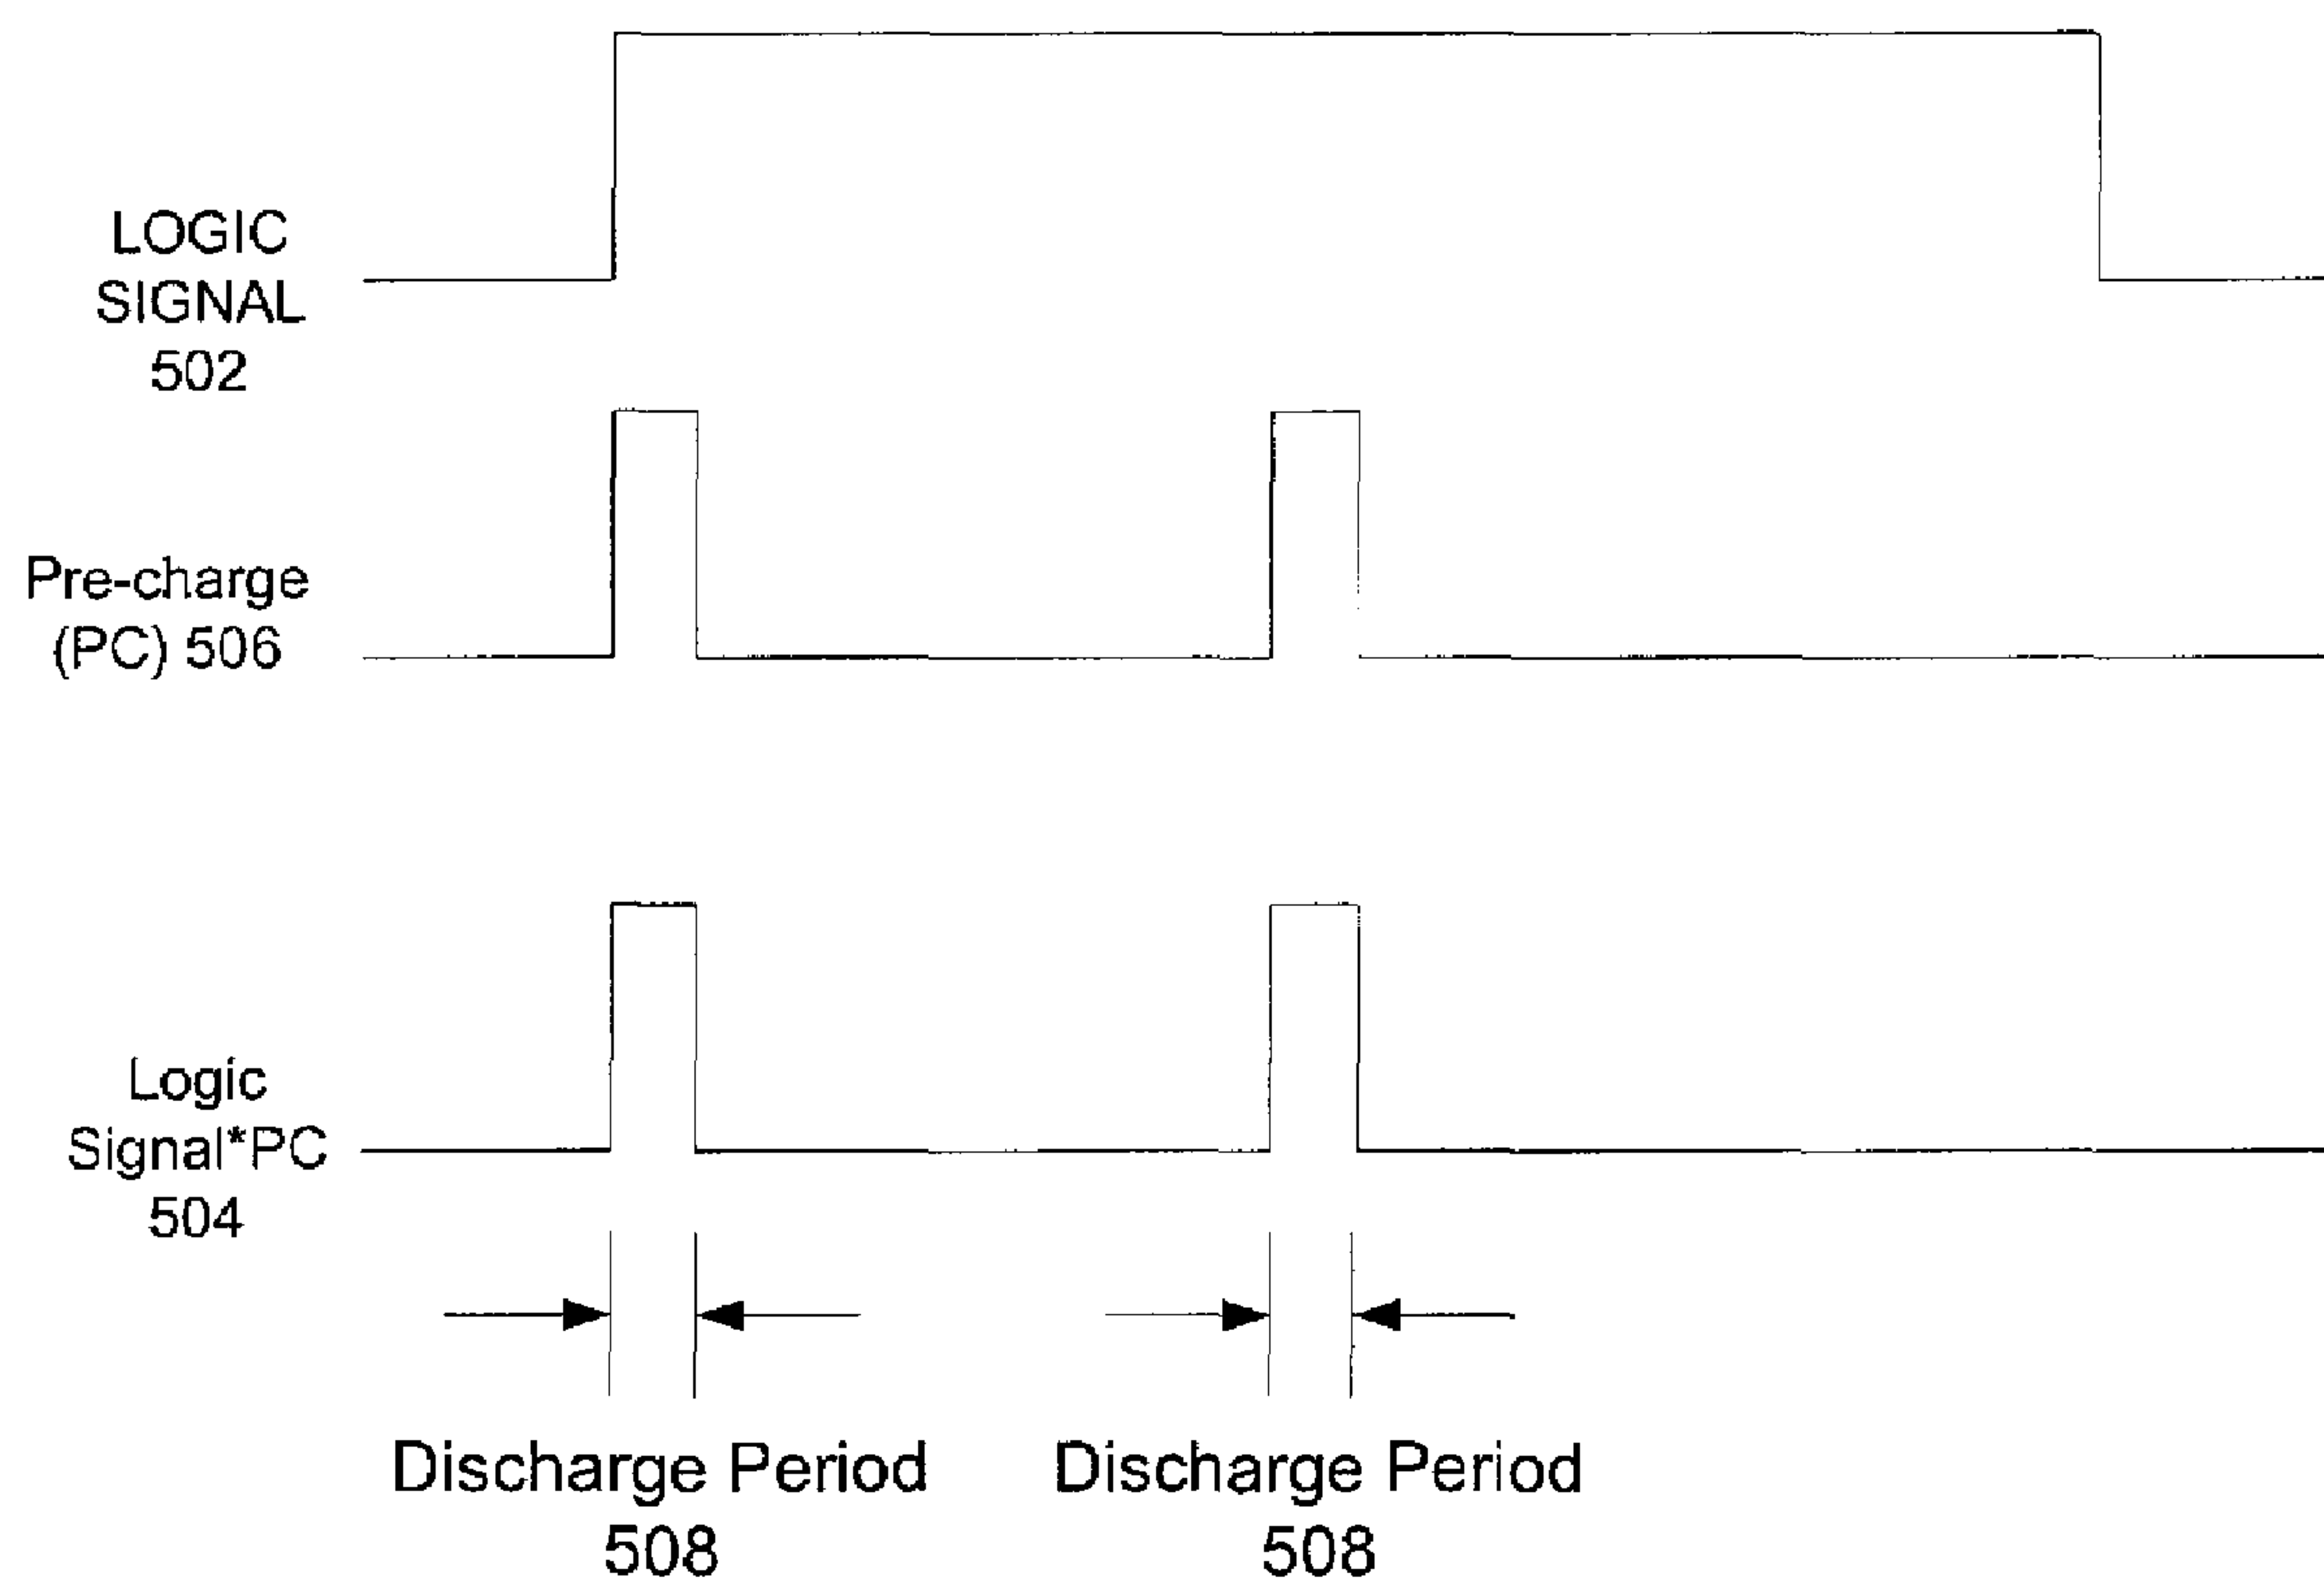 LOGIC
SIGNAL
502
Pre-charge
(PC) 506
Logic
Signal*PC
504
Discharge Period
508
Discharge Period
508